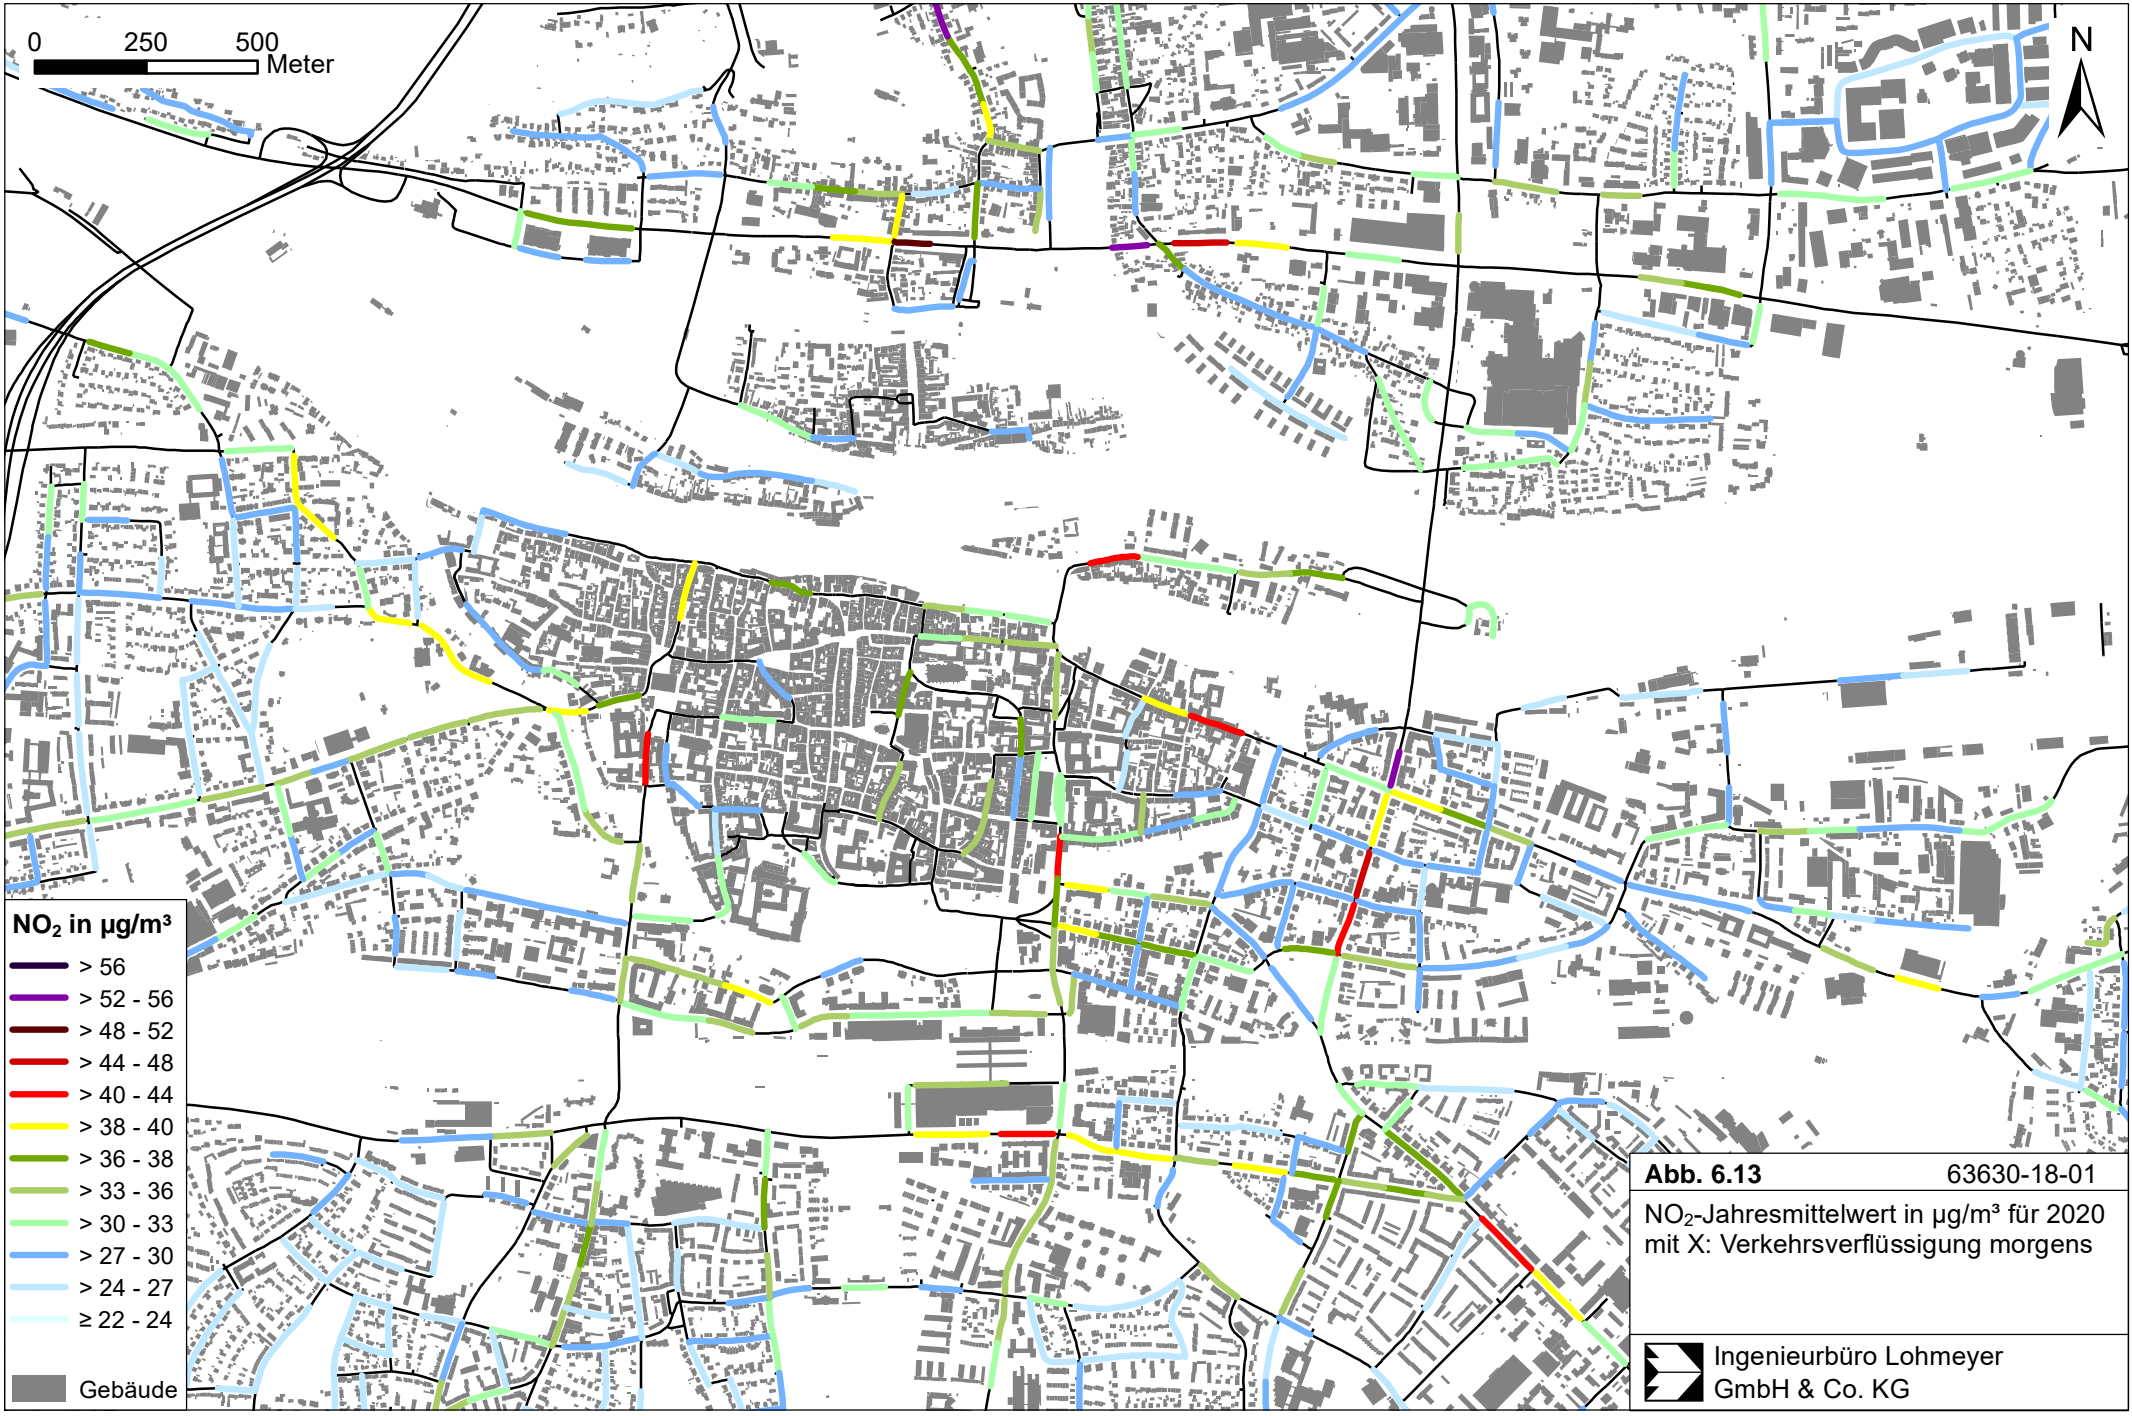 0 250 500
Meter
N
NO₂ in µg/m³
> 56
> 52 - 56
> 48 - 52
> 44 - 48
> 40 - 44
> 38 - 40
> 36 - 38
> 33 - 36
> 30 - 33
> 27 - 30
> 24 - 27
≥ 22 - 24
Gebäude
Abb. 6.13 63630-18-01
NO₂-Jahresmittelwert in µg/m³ für 2020
mit X: Verkehrsverflüssigung morgens
Ingenieurbüro Lohmeyer
GmbH & Co. KG